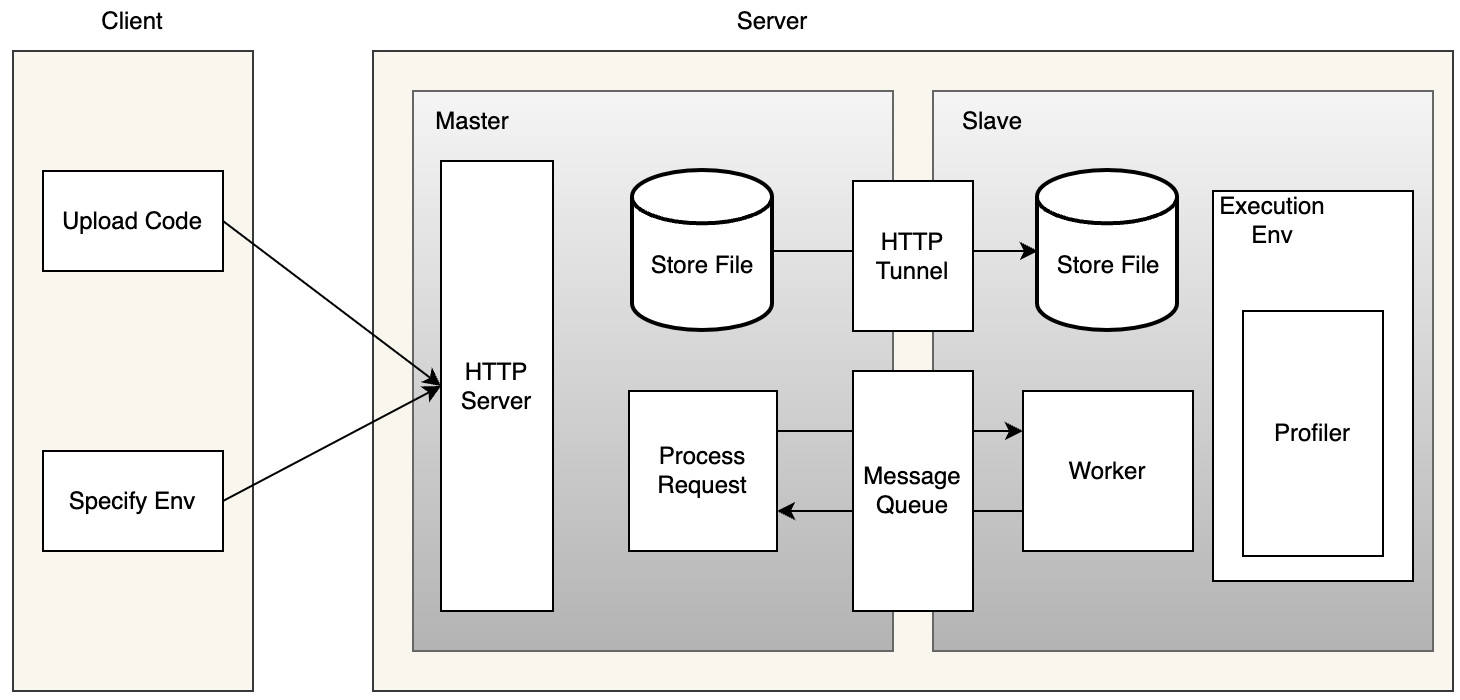 Client
Server
Master
Slave
Upload Code
Specify Env
HTTP
Server
Store File
HTTP
Tunnel
Store File
Process
Request
Message
Queue
Worker
Execution
Env
Profiler